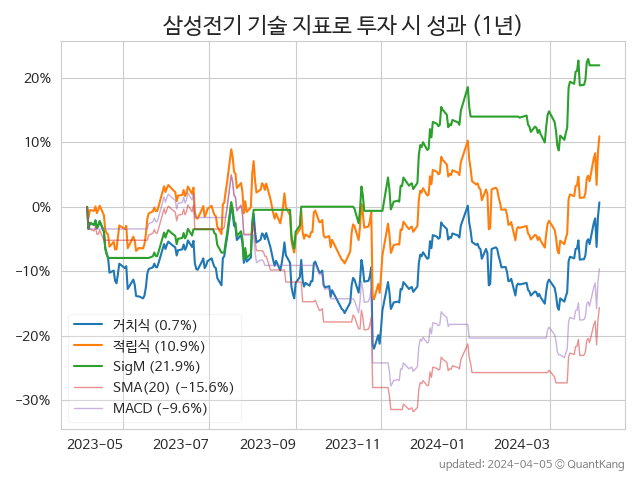 삼성전기 기술 지표로 투자 시 성과 (1년)
20%
10%
0%
−10%
−20%
−30%
거치식 (0.7%)
적립식 (10.9%)
SigM (21.9%)
SMA(20) (−15.6%)
MACD (−9.6%)
2023-05 2023-07 2023-09 2023-11 2024-01 2024-03
updated: 2024-04-05 © QuantKang